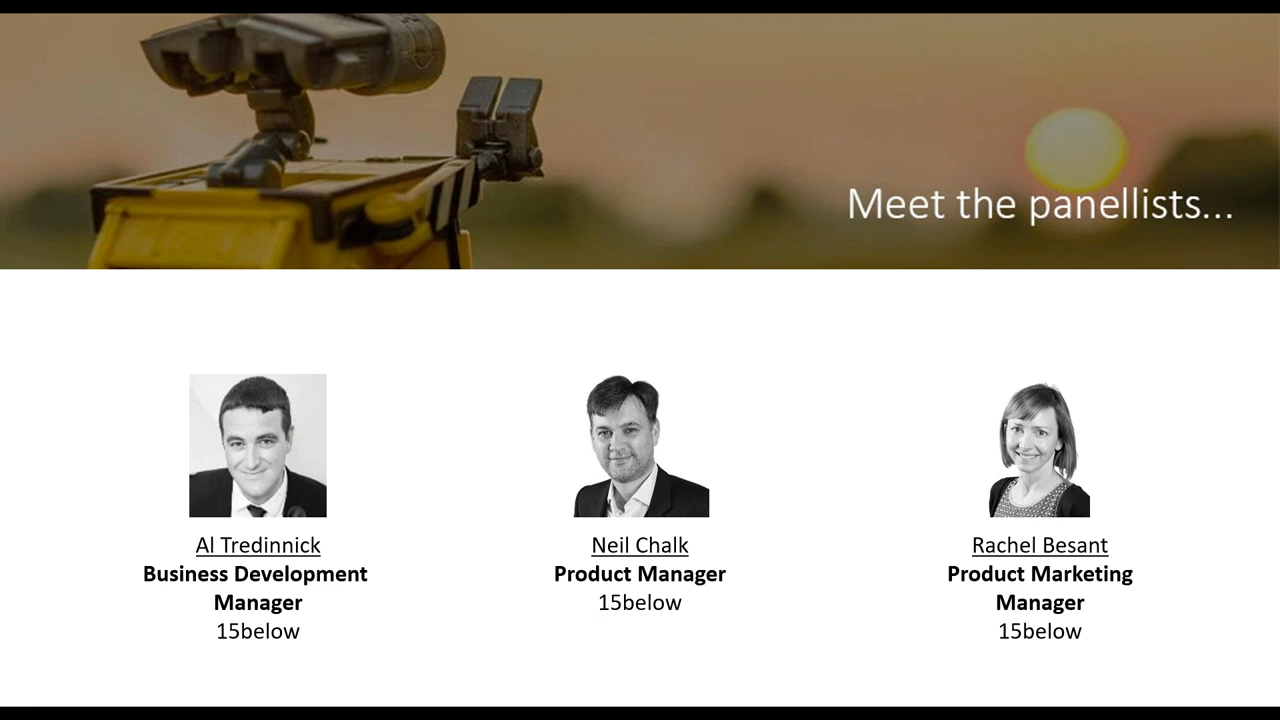 Meet the panellists...
Al Tredinnick
Business Development
Manager
15below
Neil Chalk
Product Manager
15below
Rachel Besant
Product Marketing
Manager
15below